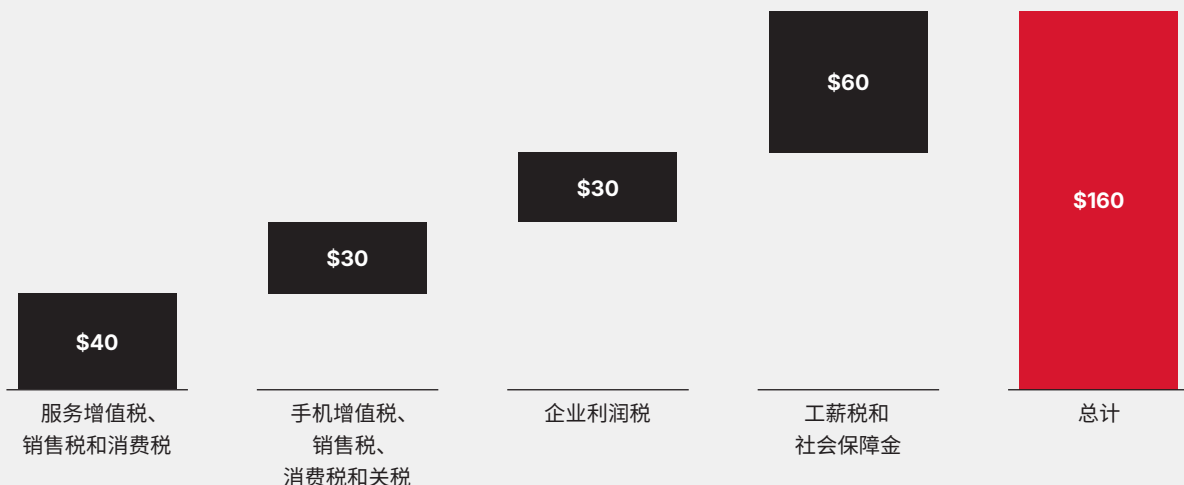 $60
$160
$30
$30
$40
服务增值税、
销售税和消费税
手机增值税、
销售税、
消费税和关税
企业利润税
工薪税和
社会保障金
总计